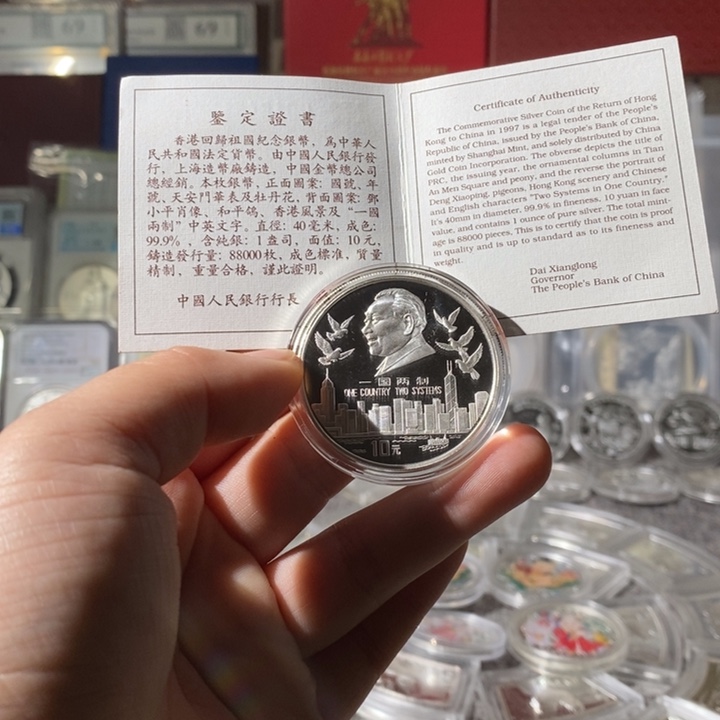 鑒定證書
香港回歸祖國紀念銀幣，爲中華人
民共和國法定貨幣。由中國人民銀行發
行，上海造幣廠鑄造，中國金幣總公司
總經銷。本枚銀幣，正面圖案：國號、年
號、天安門華表及牡丹花，背面圖案：鄧
小平肖像、和平鴿、香港風景及“一國
兩制”中英文字。直徑：40毫米，成色：
99.9%，含純銀：1盎司，面值：10元，
鑄造發行量：88000枚，成色標准，質量
精制，重量合格，謹此證明。
中國人民銀行行長
Certificate of Authenticity
The Commemorative Silver Coin of the Return of Hong
Kong to China in 1997 is a legal tender of the People's
Republic of China, issued by the People's Bank of China,
minted by Shanghai Mint, and solely distributed by China
Gold Coin Incorporation. The obverse depicts the title of
PRC, the issuing year, the ornamental columns in Tian
An Men Square and peony, and the reverse the portrait of
Deng Xiaoping, pigeons, Hong Kong scenery and Chinese
and English characters "Two Systems in One Country."
It's 40mm in diameter, 99.9% in fineness, 10 yuan in face
value, and contains 1 ounce of pure silver. The total mint-
age is 88000 pieces. This is to certify that the coin is proof
in quality and is up to standard as to its fineness and
weight.
Dai Xianglong
Governor
The People's Bank of China
一國兩制
ONE COUNTRY TWO SYSTEMS
10元
69
69